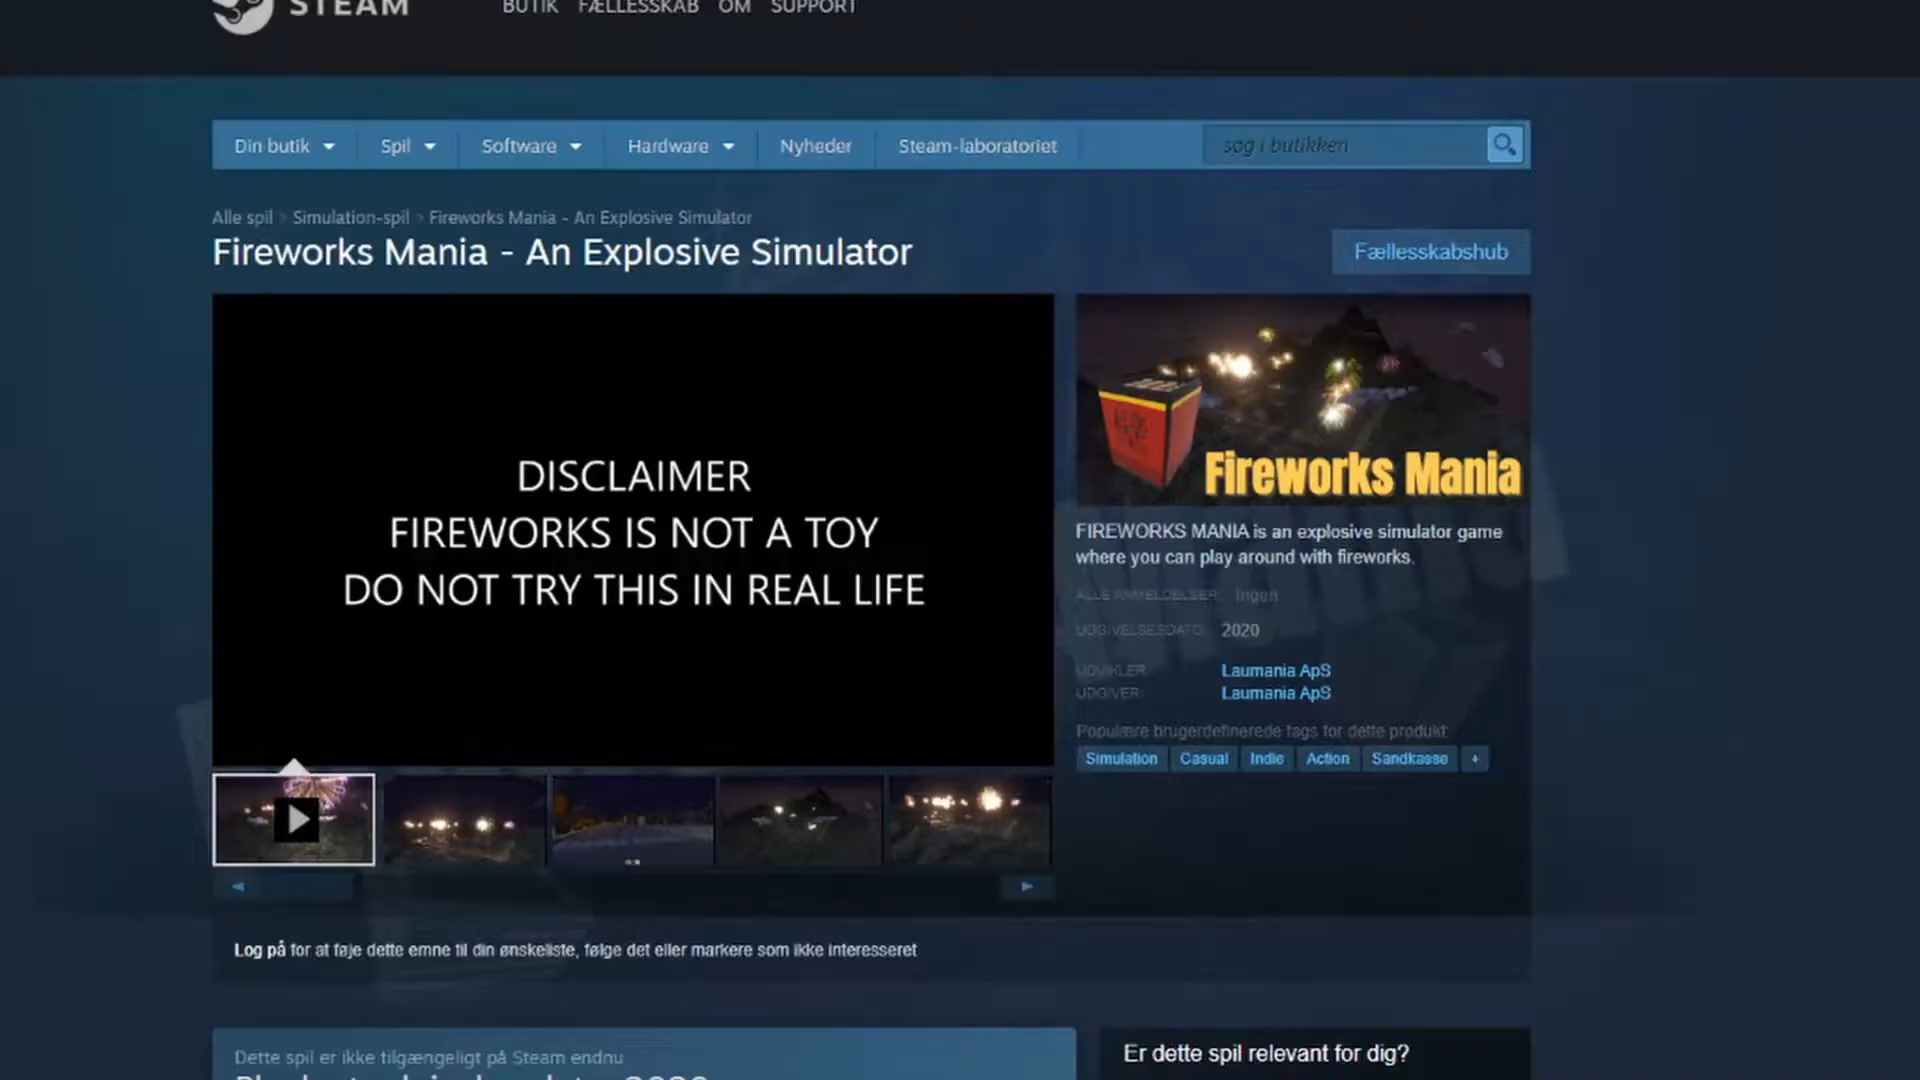 STEAM
BUTIK FÆLLESSKAB OM SUPPORT
Din butik Spil Software Hardware Nyheder Steam-laboratoriet søg i butikken
Alle spil > Simulation-spil > Fireworks Mania - An Explosive Simulator
Fireworks Mania - An Explosive Simulator
Fællesskabshub
DISCLAIMER
FIREWORKS IS NOT A TOY
DO NOT TRY THIS IN REAL LIFE
Fireworks Mania
FIREWORKS MANIA is an explosive simulator game
where you can play around with fireworks.
ALLE ANMELDELSER: Ingen
UDGIVELSESDATO: 2020
UDVIKLER: Laumania ApS
UDGIVER: Laumania ApS
Populære brugerdefinerede tags for dette produkt:
Simulation Casual Indie Action Sandkasse +
Log på for at føje dette emne til din ønskeliste, følge det eller markere som ikke interesseret
Dette spil er ikke tilgængeligt på Steam endnu
Er dette spil relevant for dig?